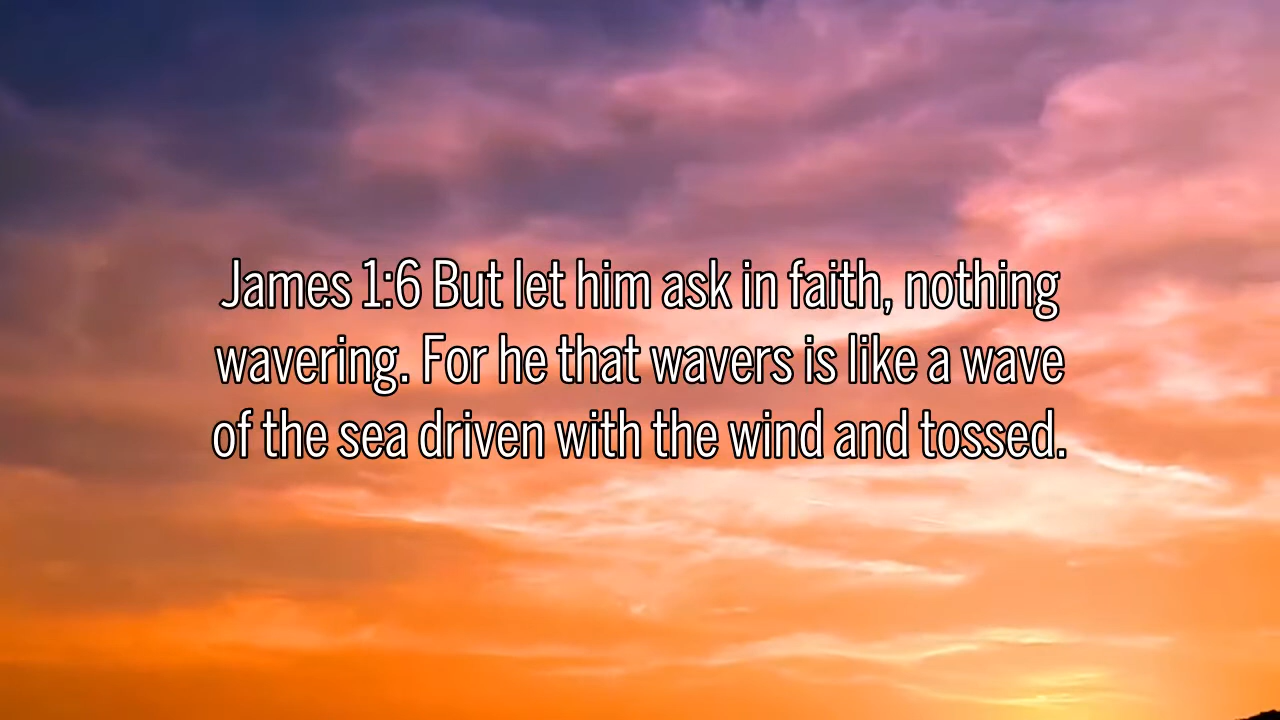 James 1:6 But let him ask in faith, nothing
wavering. For he that wavers is like a wave
of the sea driven with the wind and tossed.